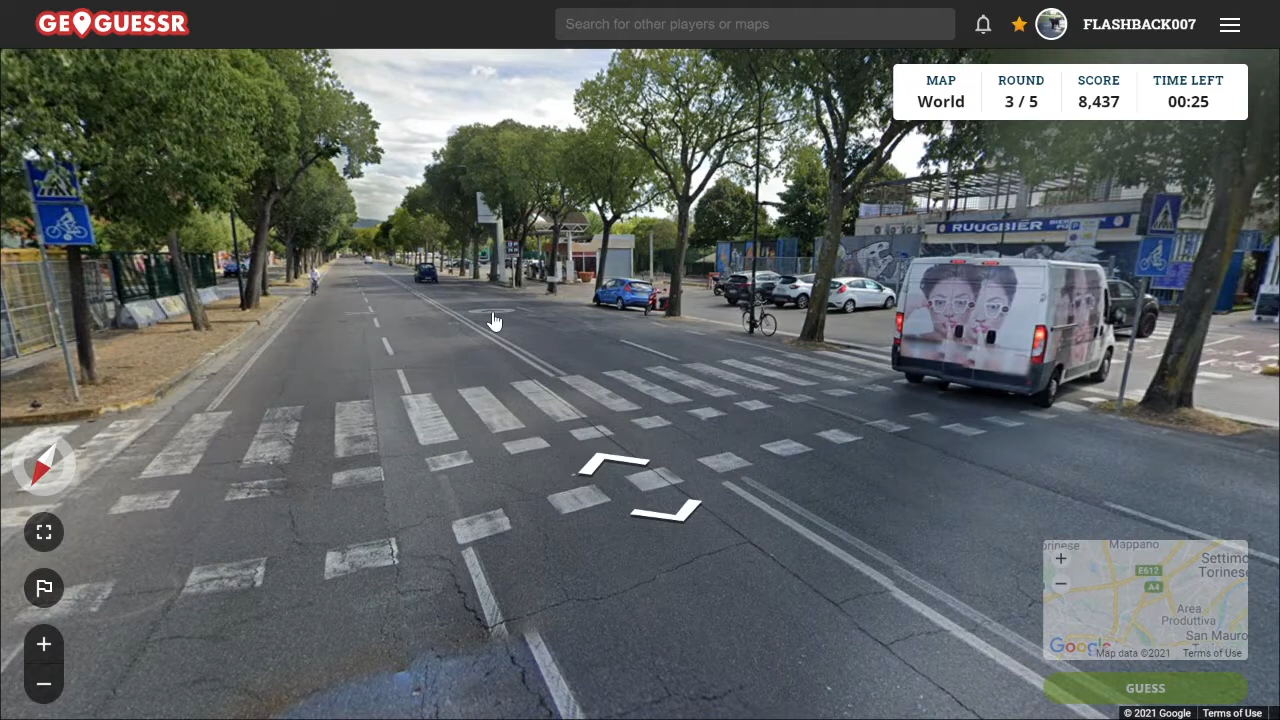 GEOGUESSR
Search for other players or maps
FLASHBACK007
MAP ROUND SCORE TIME LEFT
World 3 / 5 8,437 00:25
RUUGBIER
Mappano
Settimo
Torinese
E612
A4
Area
Produttiva
San Mauro
Google
Map data ©2021 Terms of Use
GUESS
© 2021 Google Terms of Use